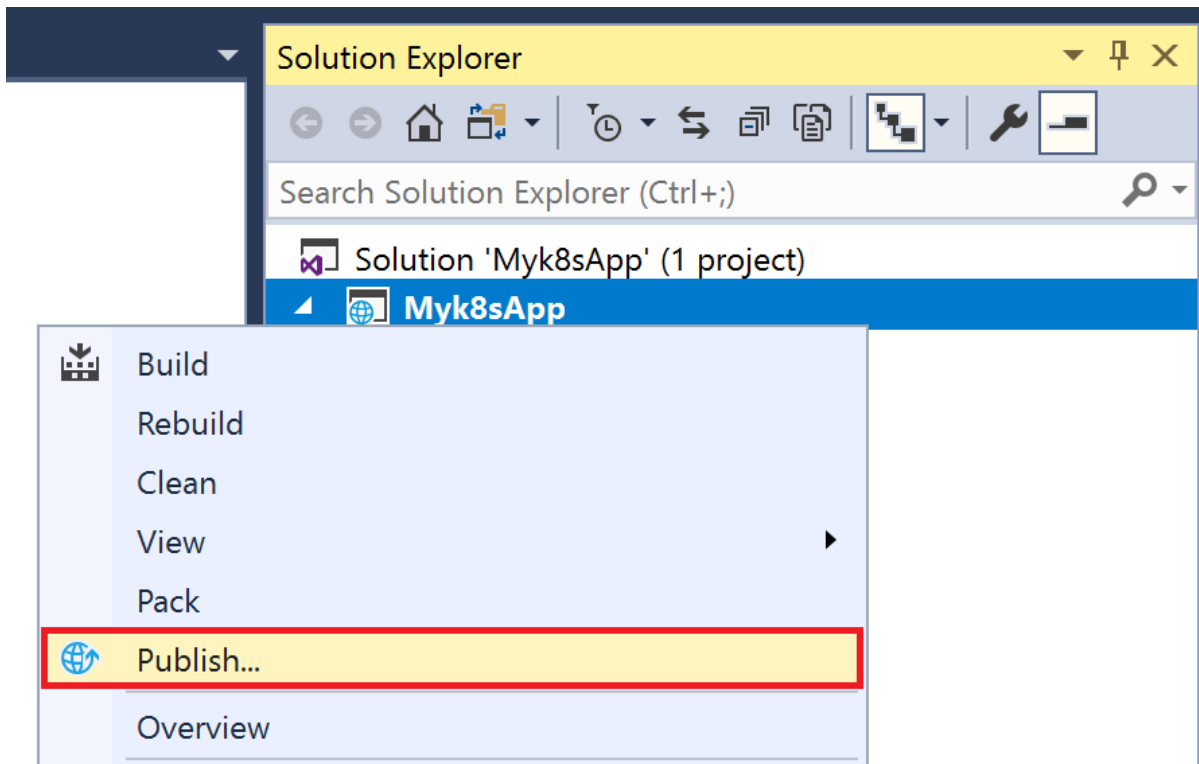 Solution Explorer
Search Solution Explorer (Ctrl+;)
Solution 'Myk8sApp' (1 project)
Myk8sApp
Build
Rebuild
Clean
View
Pack
Publish...
Overview